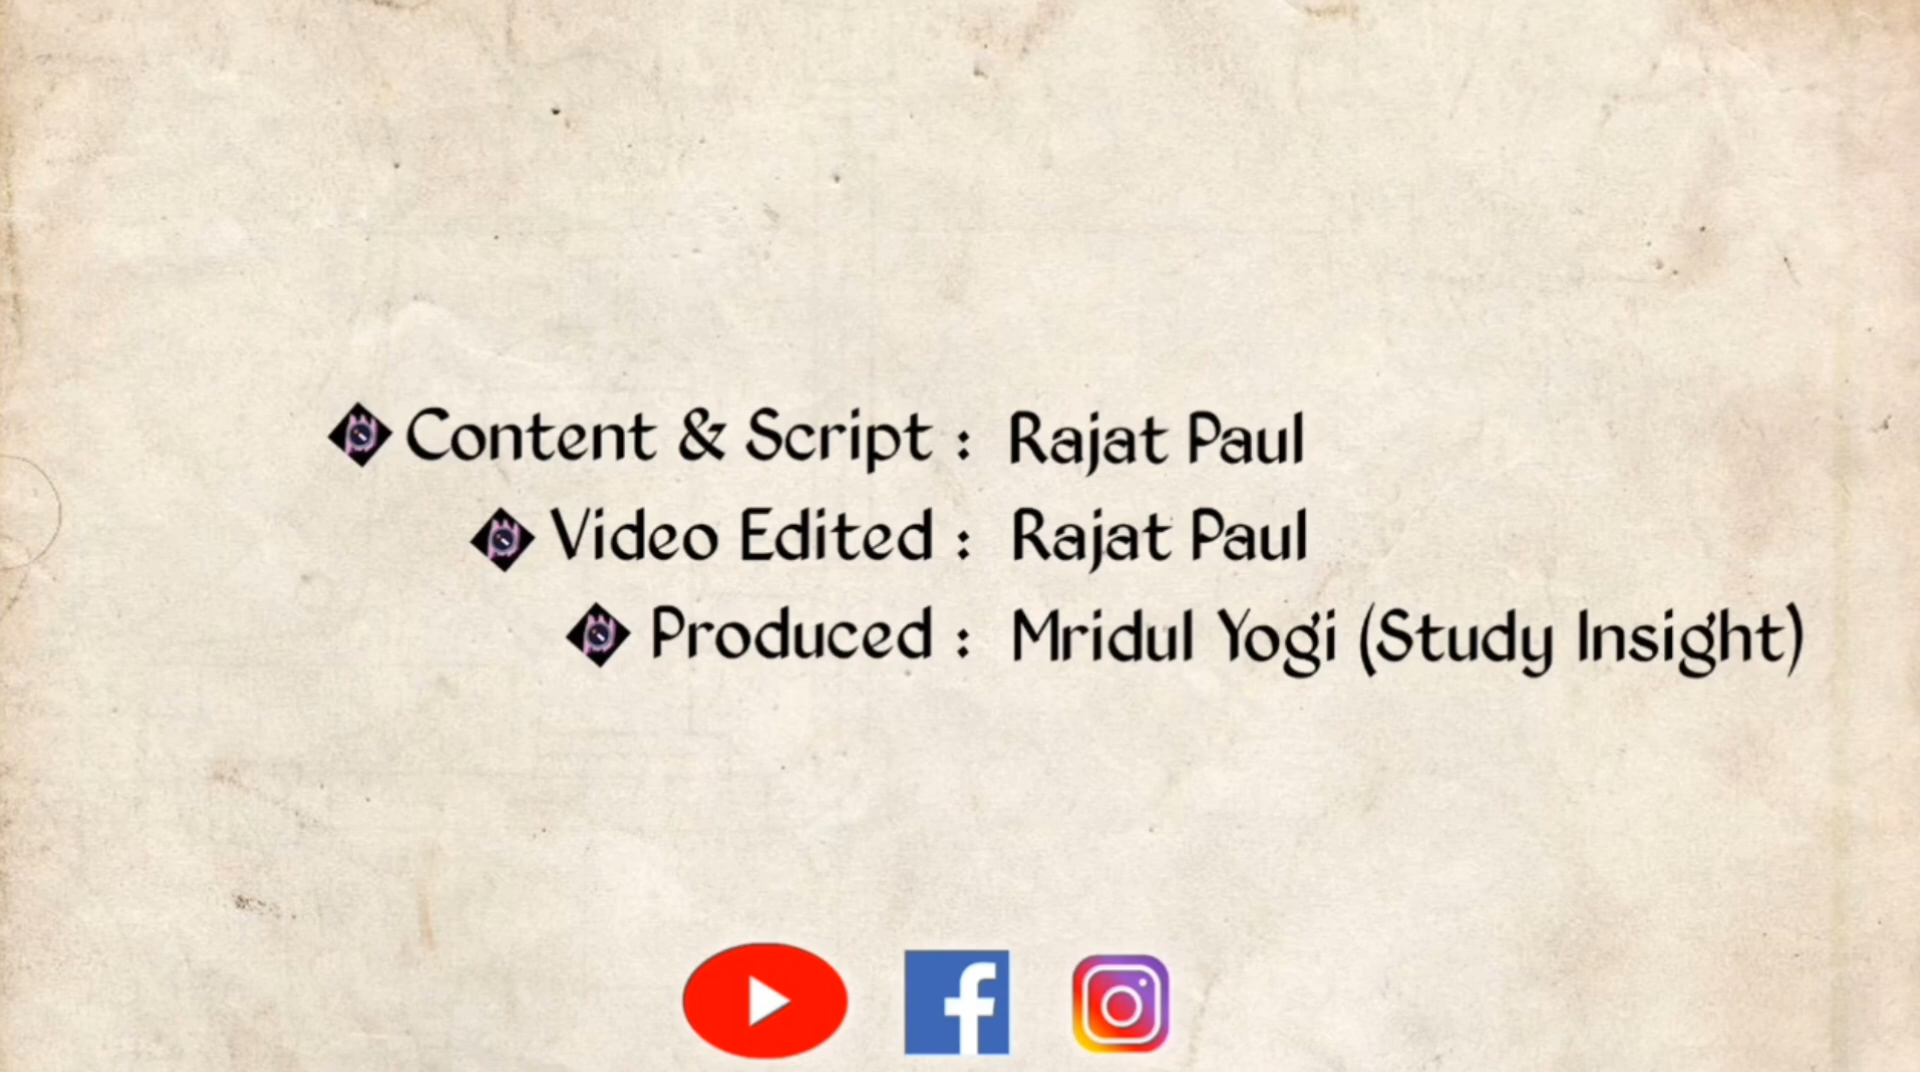 Content & Script : Rajat Paul
Video Edited : Rajat Paul
Produced : Mridul Yogi (Study Insight)